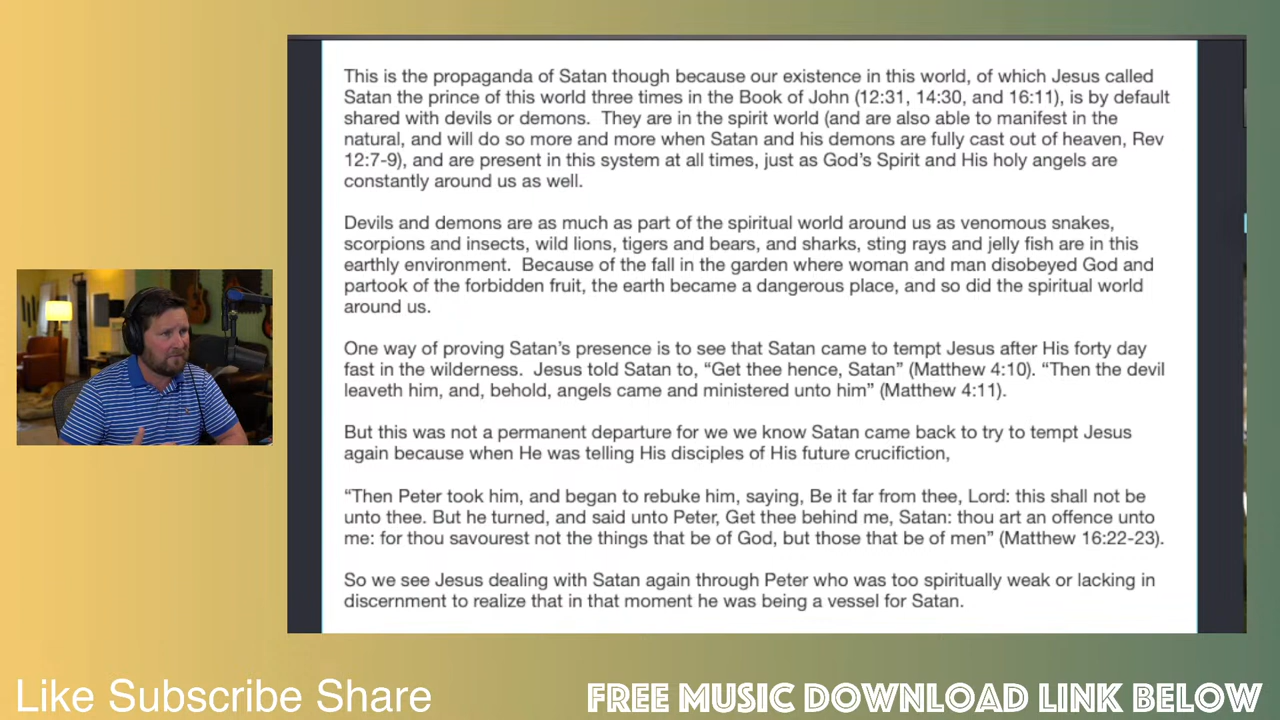 This is the propaganda of Satan though because our existence in this world, of which Jesus called
Satan the prince of this world three times in the Book of John (12:31, 14:30, and 16:11), is by default
shared with devils or demons.  They are in the spirit world (and are also able to manifest in the
natural, and will do so more and more when Satan and his demons are fully cast out of heaven, Rev
12:7-9), and are present in this system at all times, just as God’s Spirit and His holy angels are
constantly around us as well.
Devils and demons are as much as part of the spiritual world around us as venomous snakes,
scorpions and insects, wild lions, tigers and bears, and sharks, sting rays and jelly fish are in this
earthly environment.  Because of the fall in the garden where woman and man disobeyed God and
partook of the forbidden fruit, the earth became a dangerous place, and so did the spiritual world
around us.
One way of proving Satan’s presence is to see that Satan came to tempt Jesus after His forty day
fast in the wilderness.  Jesus told Satan to, “Get thee hence, Satan” (Matthew 4:10). “Then the devil
leaveth him, and, behold, angels came and ministered unto him” (Matthew 4:11).
But this was not a permanent departure for we we know Satan came back to try to tempt Jesus
again because when He was telling His disciples of His future crucifiction,
“Then Peter took him, and began to rebuke him, saying, Be it far from thee, Lord: this shall not be
unto thee. But he turned, and said unto Peter, Get thee behind me, Satan: thou art an offence unto
me: for thou savourest not the things that be of God, but those that be of men” (Matthew 16:22-23).
So we see Jesus dealing with Satan again through Peter who was too spiritually weak or lacking in
discernment to realize that in that moment he was being a vessel for Satan.
Like Subscribe Share
FREE MUSIC DOWNLOAD LINK BELOW